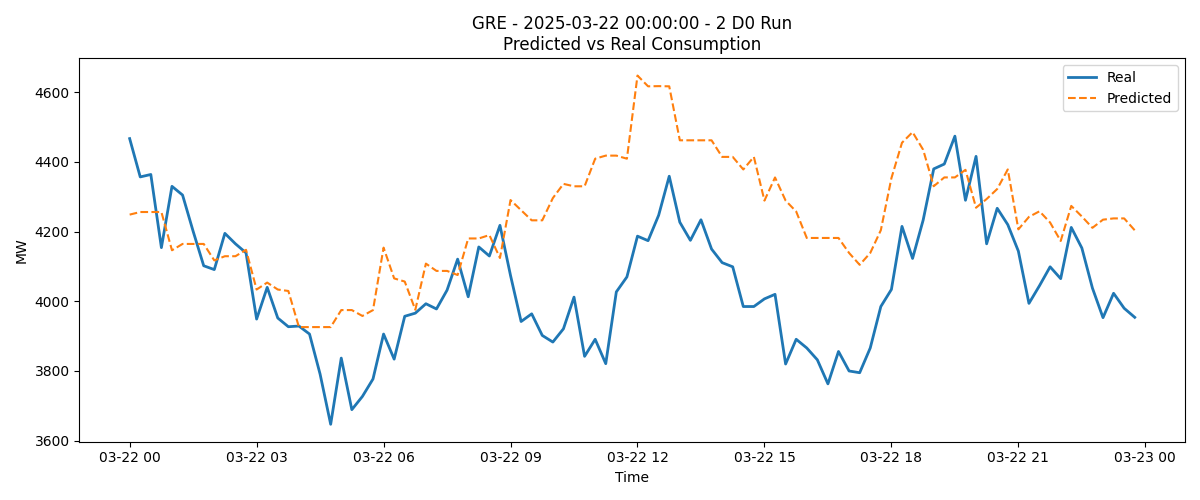 GRE - 2025-03-22 00:00:00 - 2 D0 Run
Predicted vs Real Consumption
Real
Predicted
MW
4600
4400
4200
4000
3800
3600
03-22 00
03-22 03
03-22 06
03-22 09
03-22 12
03-22 15
03-22 18
03-22 21
03-23 00
Time